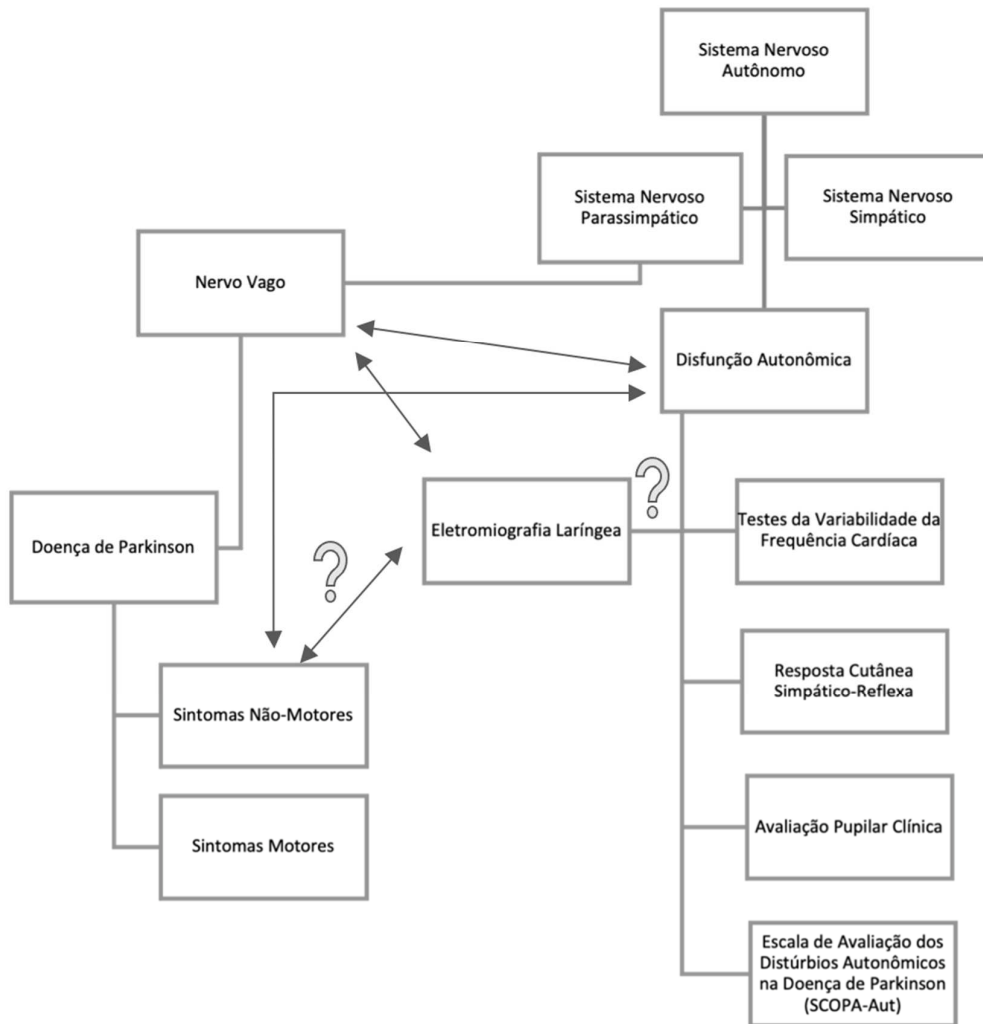 Sistema Nervoso
Autônomo
Sistema Nervoso
Parassimpático
Sistema Nervoso
Simpático
Nervo Vago
Disfunção Autonômica
Doença de Parkinson
?
Eletromiografia Laríngea
?
Testes da Variabilidade da
Frequência Cardíaca
Sintomas Não-Motores
Resposta Cutânea
Simpático-Reflexa
Sintomas Motores
Avaliação Pupilar Clínica
Escala de Avaliação dos
Distúrbios Autonômicos
na Doença de Parkinson
(SCOPA-Aut)